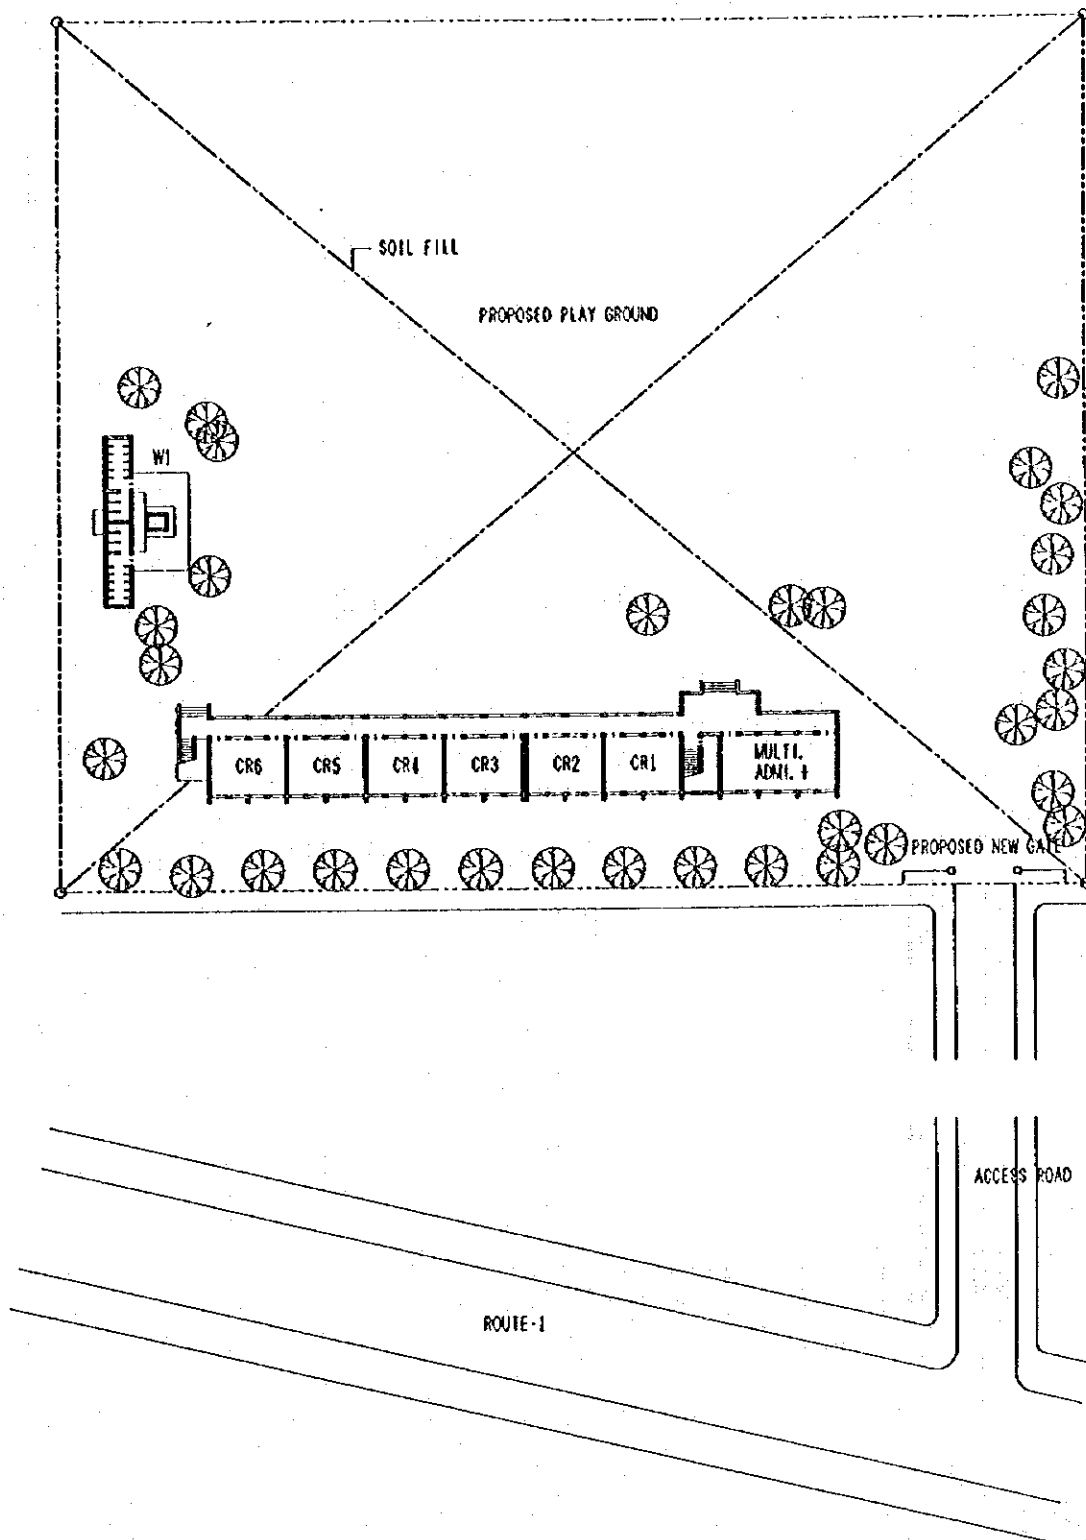 SOIL FILL
PROPOSED PLAY GROUND
W1
CR6 CR5 CR4 CR3 CR2 CR1 MULTI.
ADMI.
PROPOSED NEW GATE
ACCESS ROAD
ROUTE-1